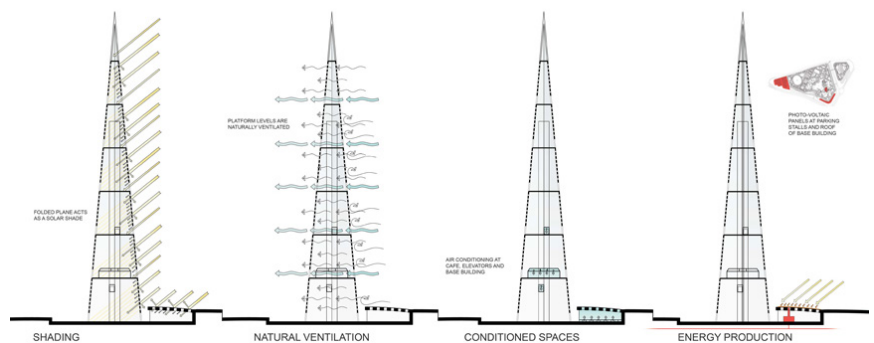 FOLDED PLANE ACTS
AS A SOLAR SHADE
SHADING
PLATFORM LEVELS ARE
NATURALLY VENTILATED
NATURAL VENTILATION
AIR CONDITIONING AT
CAFE, ELEVATORS AND
BASE BUILDING
CONDITIONED SPACES
PHOTO-VOLTAIC
PANELS AT PARKING
STALLS AND ROOF
OF BASE BUILDING
ENERGY PRODUCTION